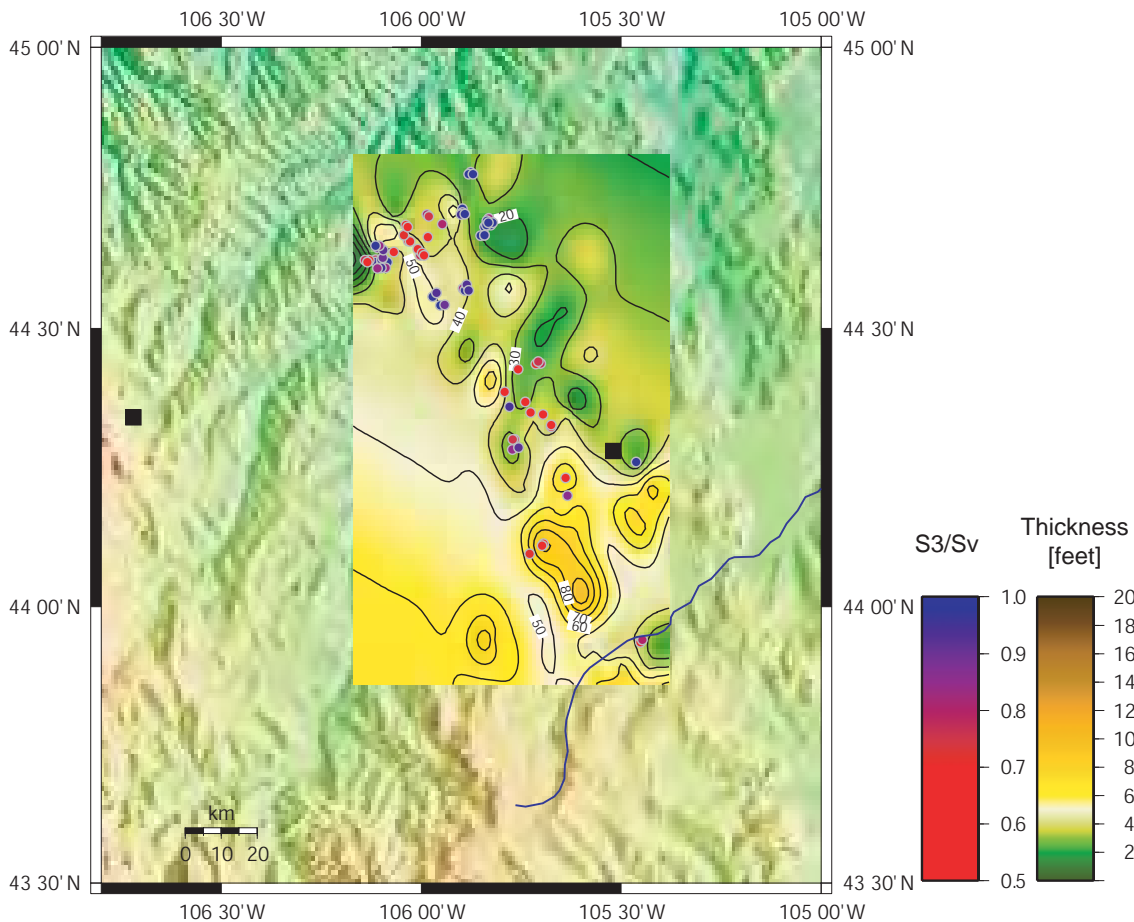 106 30' W 106 00' W 105 30' W 105 00' W
45 00' N 45 00' N
20
50
40
44 30' N 30 44 30' N
44 00' N 80 44 00' N
70
50 60
S3/Sv Thickness
[feet]
1.0 20
18
0.9 16
14
0.8 12
10
0.7 8
6
0.6 4
2
0.5
km
0 10 20
43 30' N 43 30' N
106 30' W 106 00' W 105 30' W 105 00' W